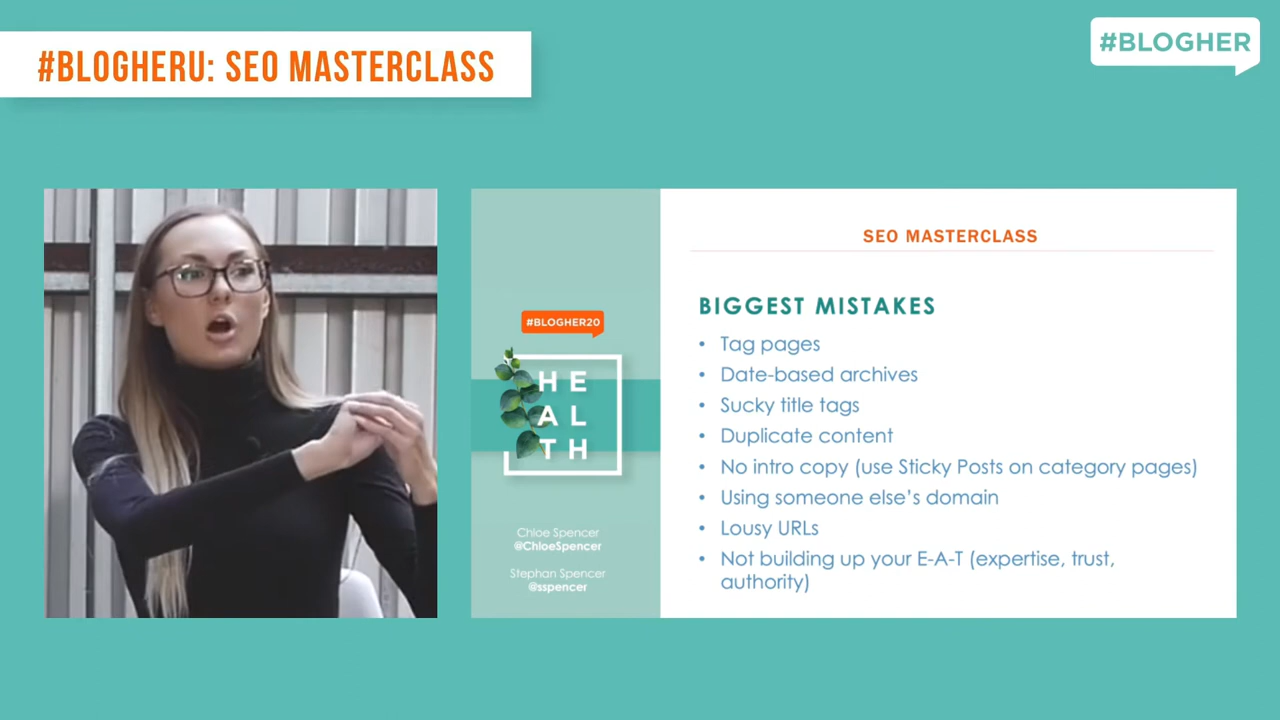 #BLOGHERU: SEO MASTERCLASS
#BLOGHER
#BLOGHER20
HE
AL
TH
Chloe Spencer
@ChloeSpencer
Stephan Spencer
@sspencer
SEO MASTERCLASS
BIGGEST MISTAKES
• Tag pages
• Date-based archives
• Sucky title tags
• Duplicate content
• No intro copy (use Sticky Posts on category pages)
• Using someone else’s domain
• Lousy URLs
• Not building up your E-A-T (expertise, trust,
authority)